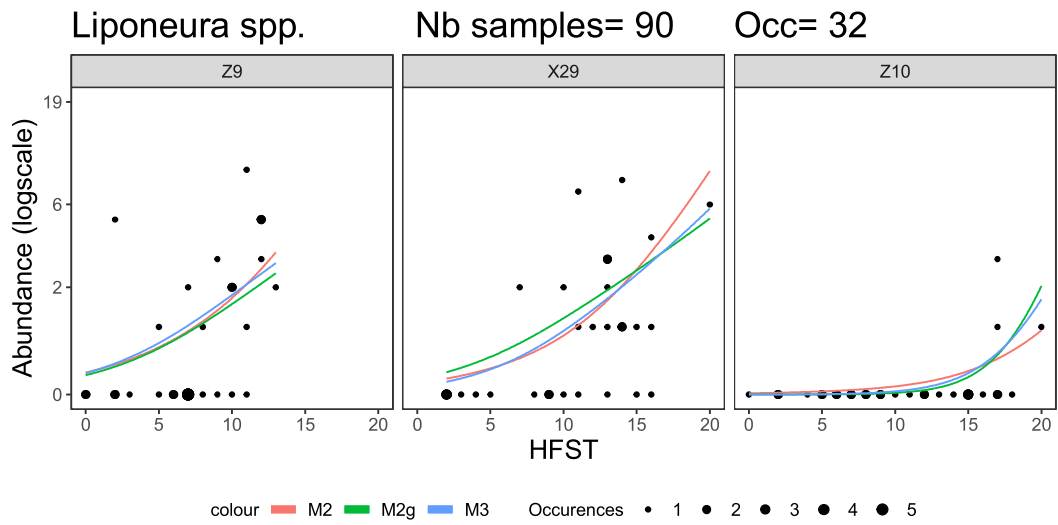 Liponeura spp. Nb samples= 90 Occ= 32
Z9 X29 Z10
Abundance (logscale)
19
6
2
0
0 5 10 15 20 0 5 10 15 20 0 5 10 15 20
HFST
colour M2 M2g M3 Occurences 1 2 3 4 5